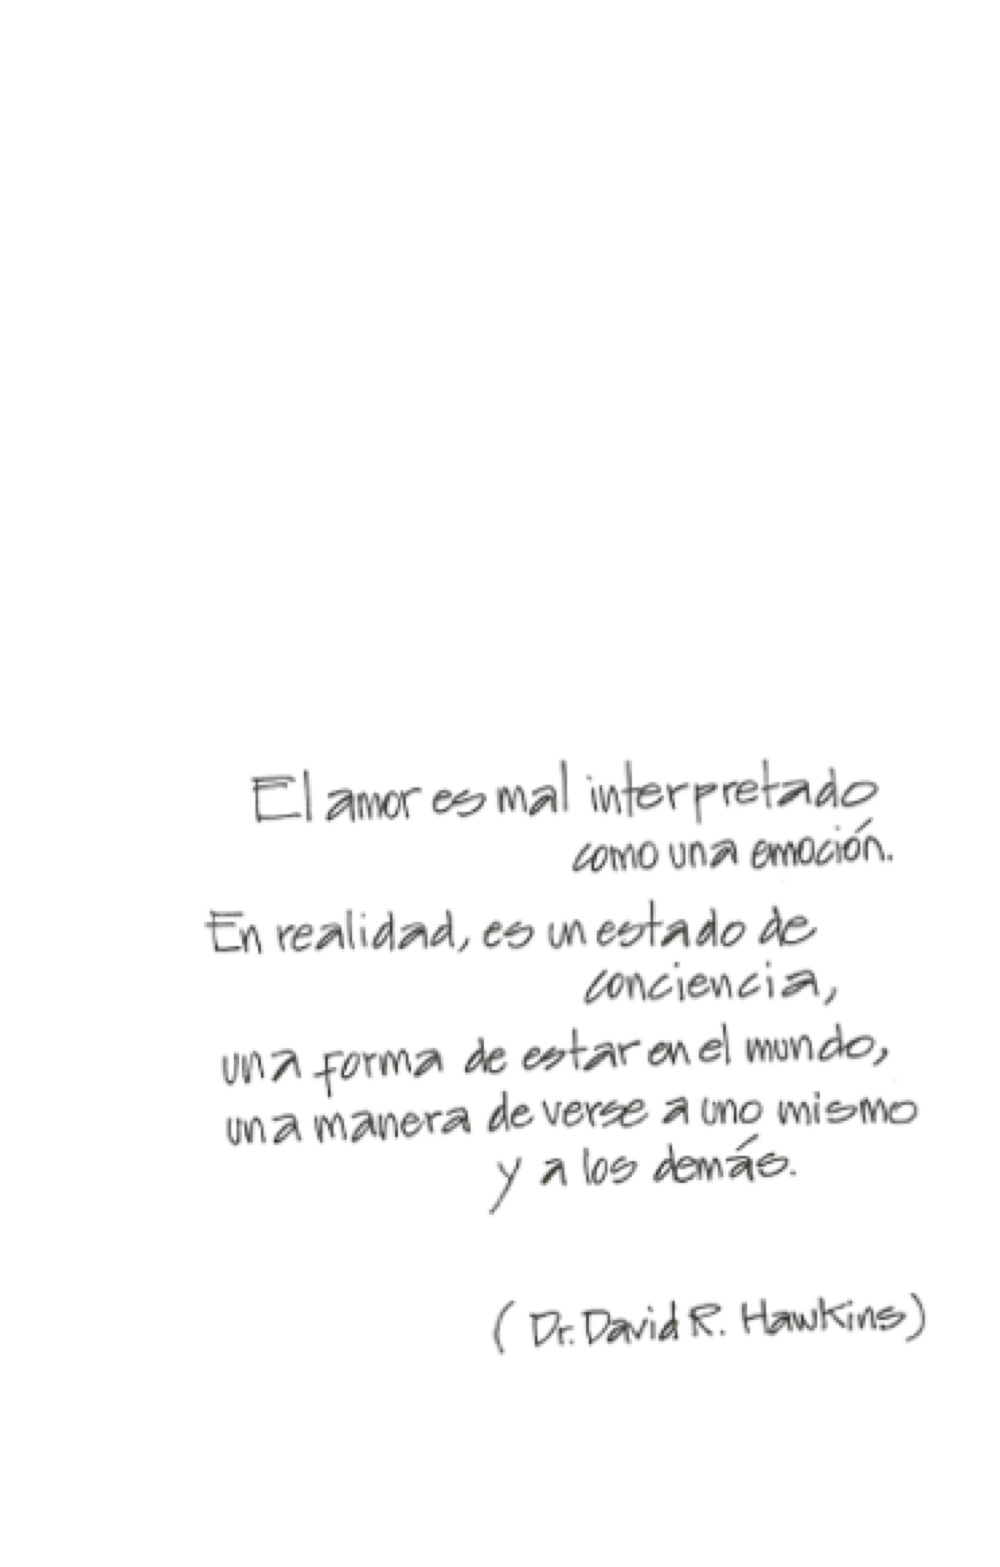 El amor es mal interpretado
como una emoción.
En realidad, es un estado de
conciencia,
una forma de estar en el mundo,
una manera de verse a uno mismo
y a los demás.
(Dr. David R. Hawkins)